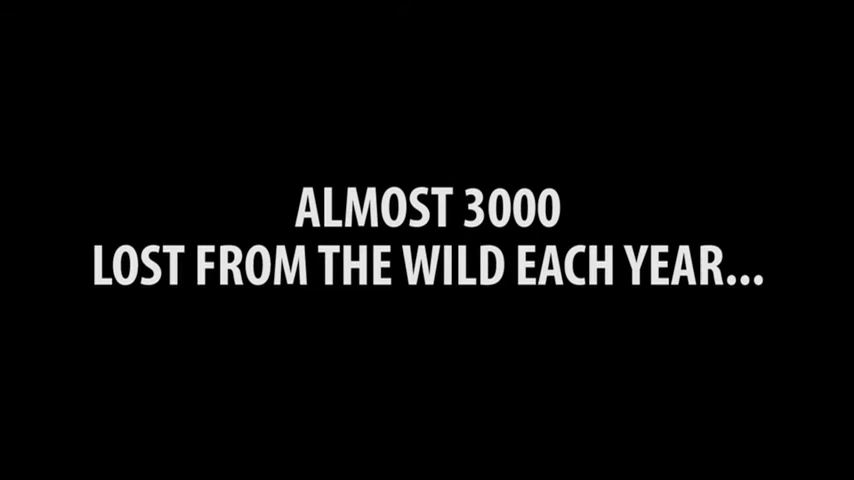 ALMOST 3000
LOST FROM THE WILD EACH YEAR...